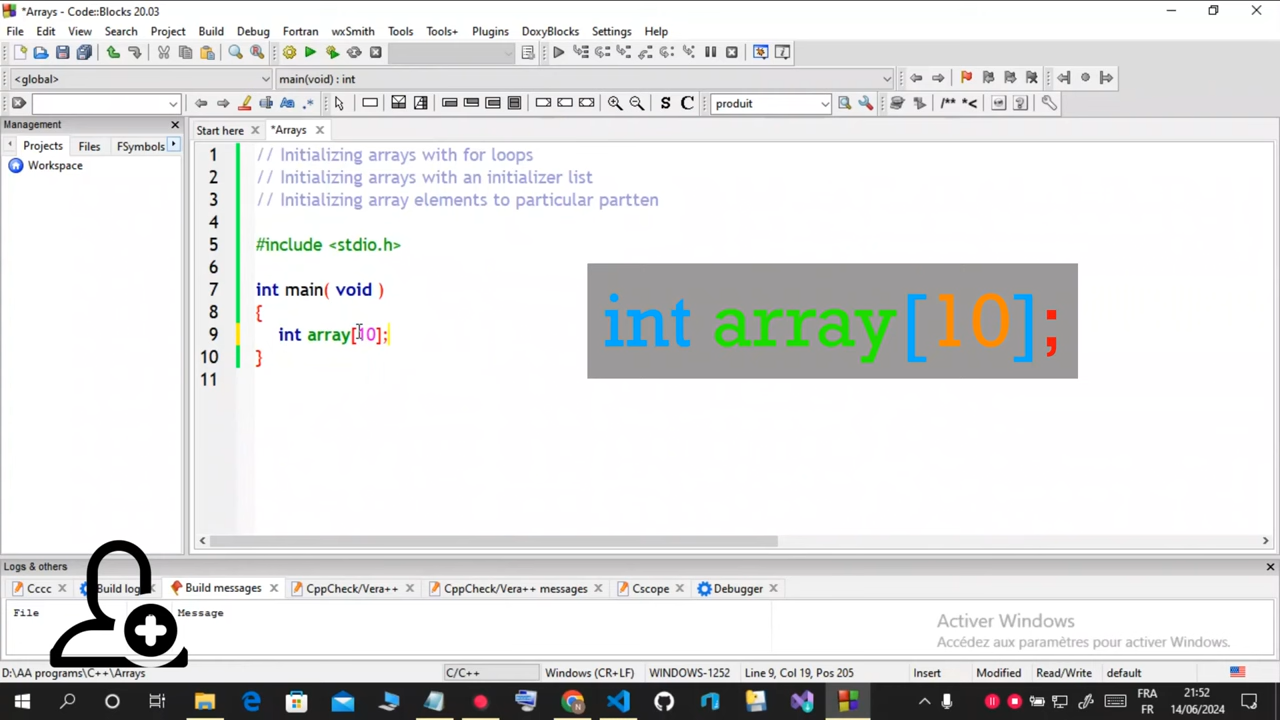 *Arrays - Code::Blocks 20.03
File Edit View Search Project Build Debug Fortran wxSmith Tools Tools+ Plugins DoxyBlocks Settings Help
<global> main(void) : int
S C produit /** *<
Management
Projects Files FSymbols
Workspace
Start here *Arrays
1 // Initializing arrays with for loops
2 // Initializing arrays with an initializer list
3 // Initializing array elements to particular partten
4
5 #include <stdio.h>
6
7 int main( void )
8 {
9 int array[10];
10 }
11
int array[10];
Logs & others
Cccc Build log Build messages CppCheck/Vera++ CppCheck/Vera++ messages Cscope Debugger
File Message
Activer Windows
Accédez aux paramètres pour activer Windows.
D:\AA programs\C++\Arrays C/C++ Windows (CR+LF) WINDOWS-1252 Line 9, Col 19, Pos 205 Insert Modified Read/Write default
FRA 21:52
FR 14/06/2024